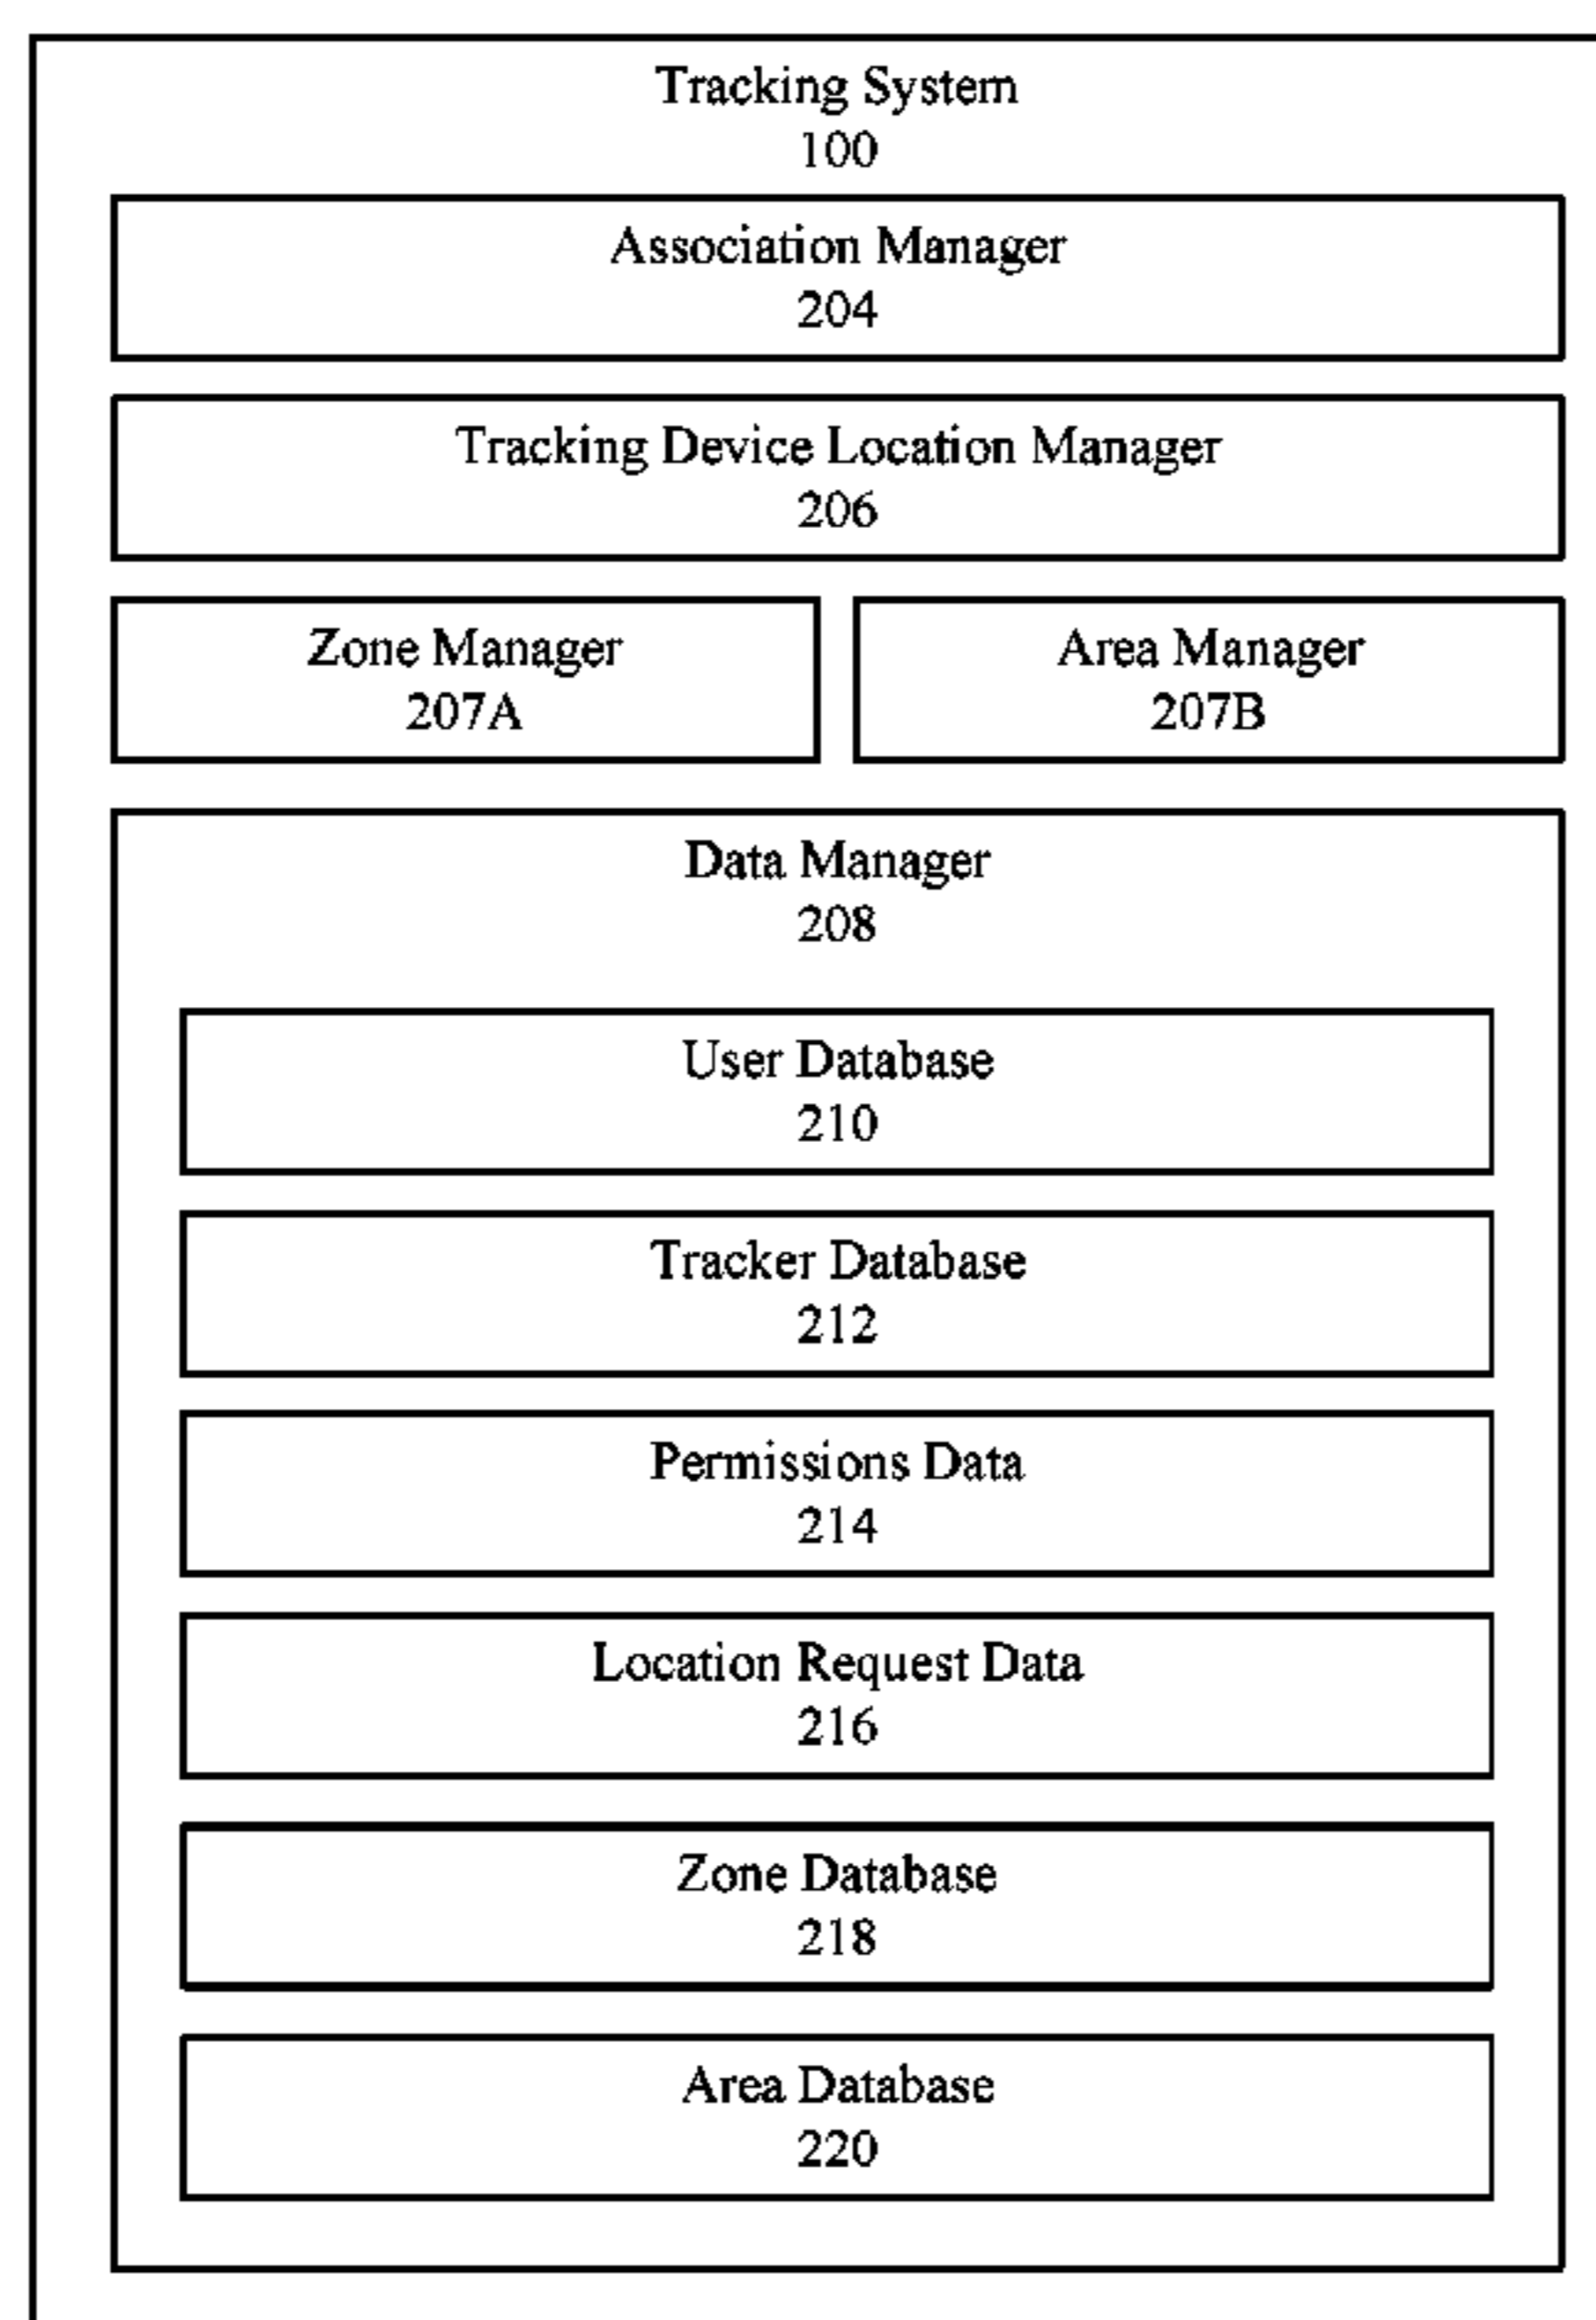 Tracking System
100
Association Manager
204
Tracking Device Location Manager
206
Zone Manager
207A
Area Manager
207B
Data Manager
208
User Database
210
Tracker Database
212
Permissions Data
214
Location Request Data
216
Zone Database
218
Area Database
220